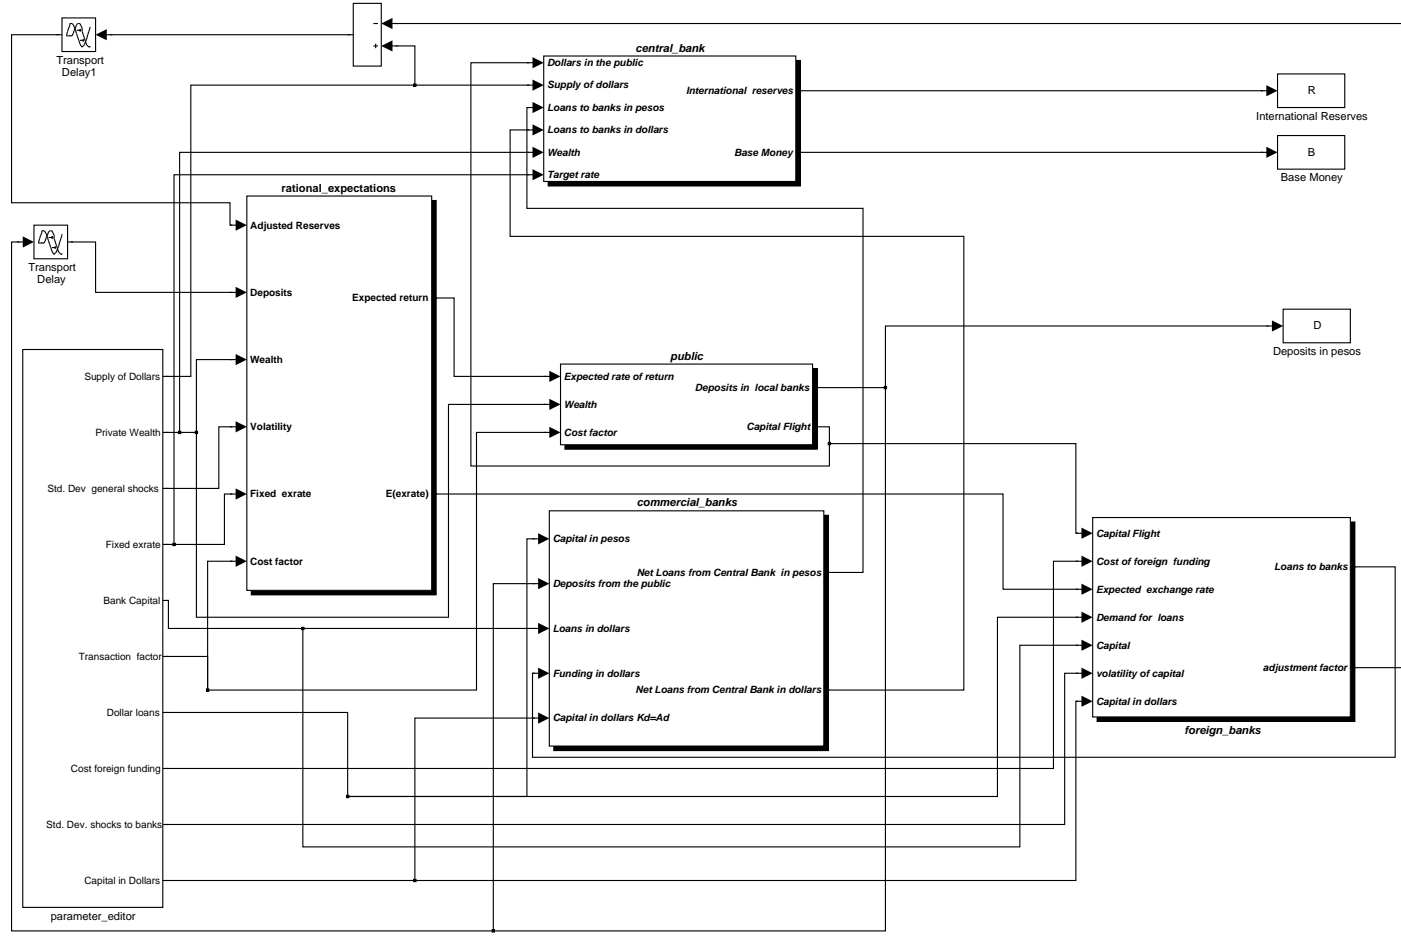 −
+
Transport
Delay1
central_bank
Dollars in the public
Supply of dollars
Loans to banks in pesos
Loans to banks in dollars
Wealth
Target rate
International  reserves
Base Money
R
International Reserves
B
Base Money
rational_expectations
Adjusted Reserves
Deposits
Wealth
Volatility
Fixed  exrate
Cost factor
Expected return
E(exrate)
Transport
Delay
D
Deposits in pesos
public
Expected rate of return
Wealth
Cost factor
Deposits in  local banks
Capital Flight
Supply of Dollars
Private Wealth
Std. Dev  general shocks
Fixed exrate
Bank Capital
Transaction  factor
Dollar loans
Cost foreign funding
Std. Dev. shocks to banks
Capital in Dollars
parameter_editor
commercial_banks
Capital in pesos
Deposits from the public
Loans in dollars
Funding in dollars
Capital in dollars Kd=Ad
Net Loans from Central Bank  in pesos
Net Loans from Central Bank in dollars
Capital Flight
Cost of foreign  funding
Expected  exchange rate
Demand for  loans
Capital
volatility of capital
Capital in dollars
Loans to banks
adjustment factor
foreign_banks